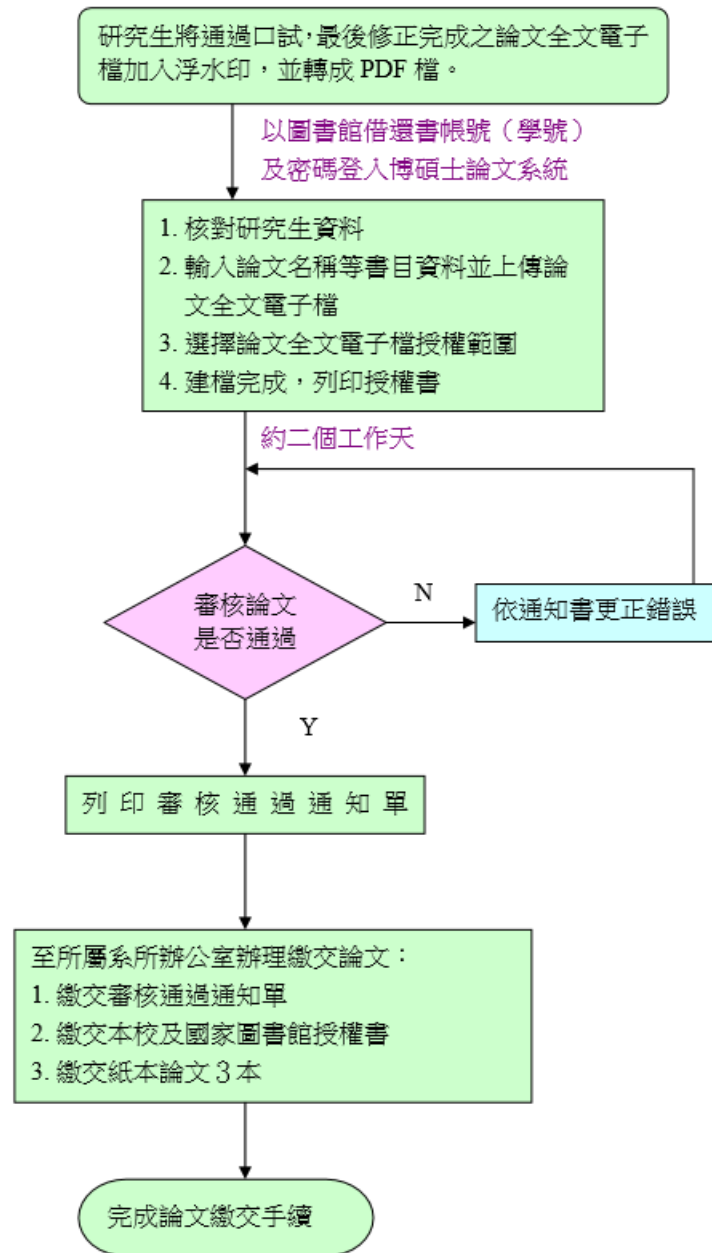 研究生將通過口試,最後修正完成之論文全文電子
檔加入浮水印，並轉成 PDF 檔。
以圖書館借還書帳號（學號）
及密碼登入博碩士論文系統
1. 核對研究生資料
2. 輸入論文名稱等書目資料並上傳論
文全文電子檔
3. 選擇論文全文電子檔授權範圍
4. 建檔完成，列印授權書
約二個工作天
審核論文
是否通過
N
依通知書更正錯誤
Y
列 印 審 核 通 過 通 知 單
至所屬系所辦公室辦理繳交論文：
1. 繳交審核通過通知單
2. 繳交本校及國家圖書館授權書
3. 繳交紙本論文３本
完成論文繳交手續